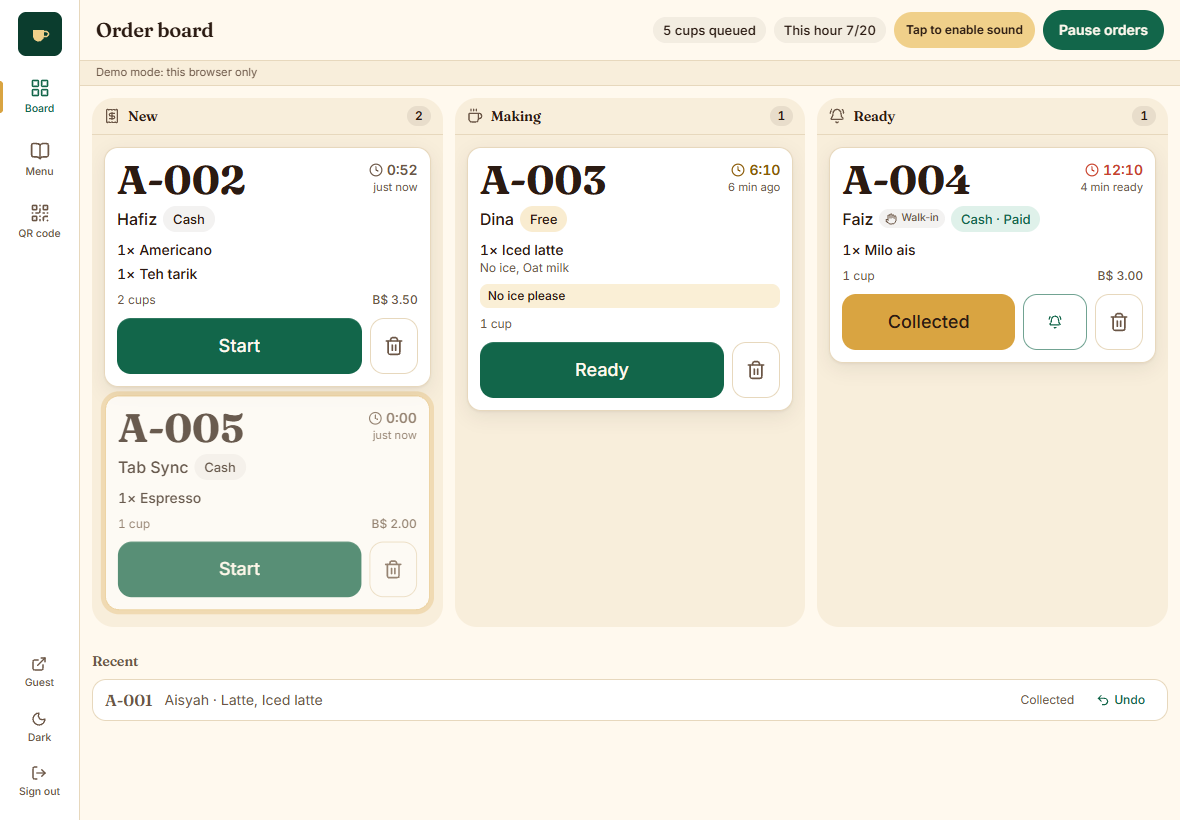 Order board
5 cups queued
This hour 7/20
Tap to enable sound
Pause orders
Demo mode: this browser only
Board
Menu
QR code
Guest
Dark
Sign out
New
2
A-002
0:52
just now
Hafiz
Cash
1× Americano
1× Teh tarik
2 cups
B$ 3.50
Start
A-005
0:00
just now
Tab Sync
Cash
1× Espresso
1 cup
B$ 2.00
Start
Making
1
A-003
6:10
6 min ago
Dina
Free
1× Iced latte
No ice, Oat milk
No ice please
1 cup
Ready
Ready
1
A-004
12:10
4 min ready
Faiz
Walk-in
Cash · Paid
1× Milo ais
1 cup
B$ 3.00
Collected
Recent
A-001
Aisyah · Latte, Iced latte
Collected
Undo